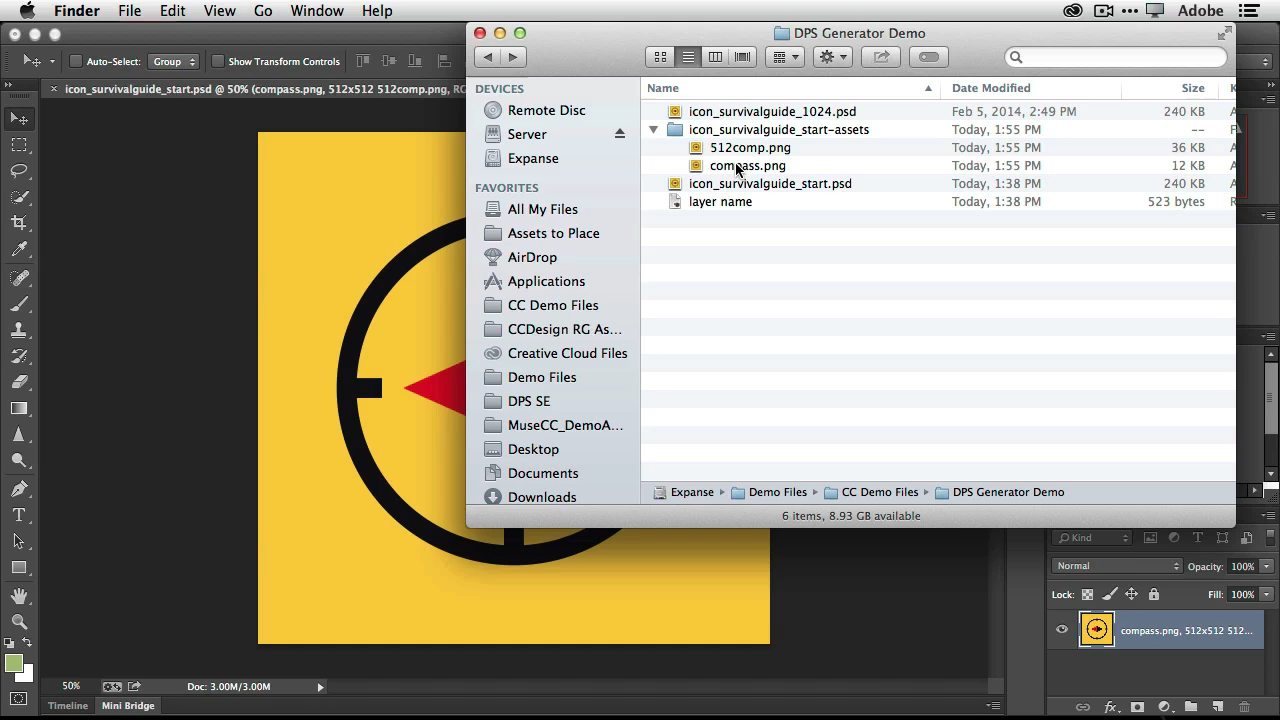 Finder File Edit View Go Window Help Adobe
DPS Generator Demo
Auto-Select: Group Show Transform Controls
icon_survivalguide_start.psd @ 50% (compass.png, 512x512 512comp.png, RG
DEVICES
Remote Disc
Server
Expanse
FAVORITES
All My Files
Assets to Place
AirDrop
Applications
CC Demo Files
CCDesign RG As...
Creative Cloud Files
Demo Files
DPS SE
MuseCC_DemoA...
Desktop
Documents
Downloads
Name Date Modified Size
icon_survivalguide_1024.psd Feb 5, 2014, 2:49 PM 240 KB
icon_survivalguide_start-assets Today, 1:55 PM --
512comp.png Today, 1:55 PM 36 KB
compass.png Today, 1:55 PM 12 KB
icon_survivalguide_start.psd Today, 1:38 PM 240 KB
layer name Today, 1:38 PM 523 bytes
Expanse Demo Files CC Demo Files DPS Generator Demo
6 items, 8.93 GB available
Kind
Normal Opacity: 100%
Lock: Fill: 100%
compass.png, 512x512 512...
50% Doc: 3.00M/3.00M
Timeline Mini Bridge